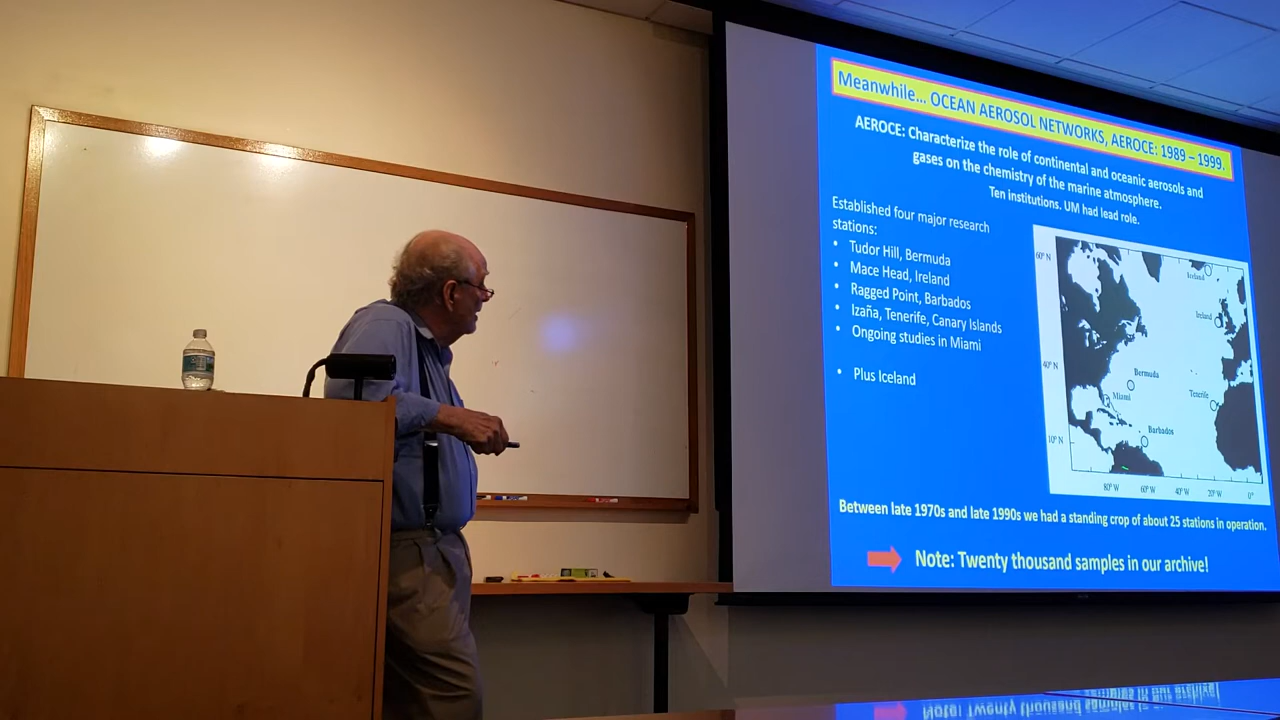 Meanwhile... OCEAN AEROSOL NETWORKS, AEROCE: 1989 – 1999.
AEROCE: Characterize the role of continental and oceanic aerosols and
gases on the chemistry of the marine atmosphere.
Ten institutions. UM had lead role.
Established four major research
stations:
• Tudor Hill, Bermuda
• Mace Head, Ireland
• Ragged Point, Barbados
• Izaña, Tenerife, Canary Islands
• Ongoing studies in Miami
• Plus Iceland
60° N
40° N
10° N
Iceland
Ireland
Bermuda
Miami
Tenerife
Barbados
80° W 60° W 40° W 20° W 0°
Between late 1970s and late 1990s we had a standing crop of about 25 stations in operation.
Note: Twenty thousand samples in our archive!